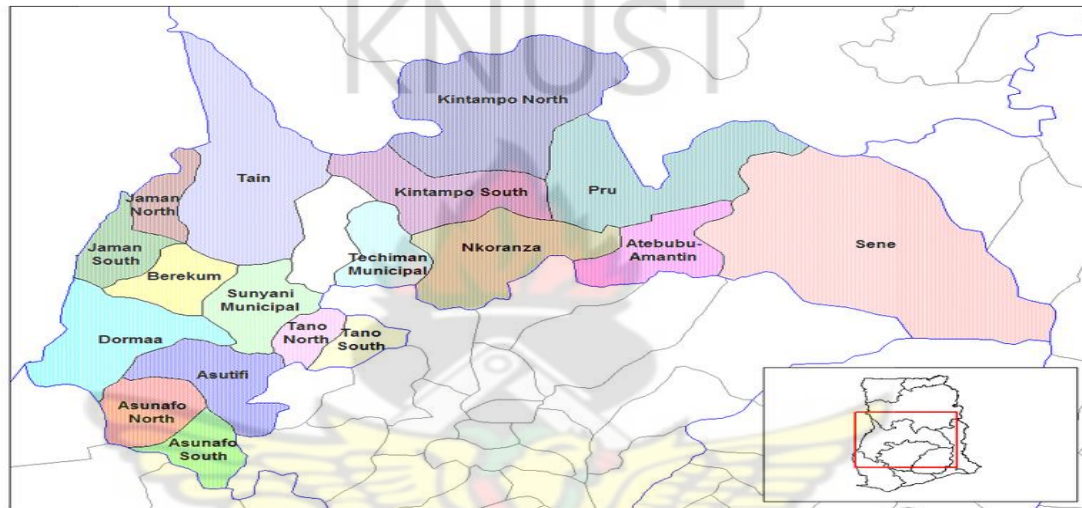 KNUST
Kintampo North
Tain
Kintampo South
Pru
Jaman
North
Nkoranza
Atebubu-
Amantin
Sene
Jaman
South
Techiman
Municipal
Berekum
Sunyani
Municipal
Dormaa
Tano
North
Tano
South
Asutifi
Asunafo
North
Asunafo
South